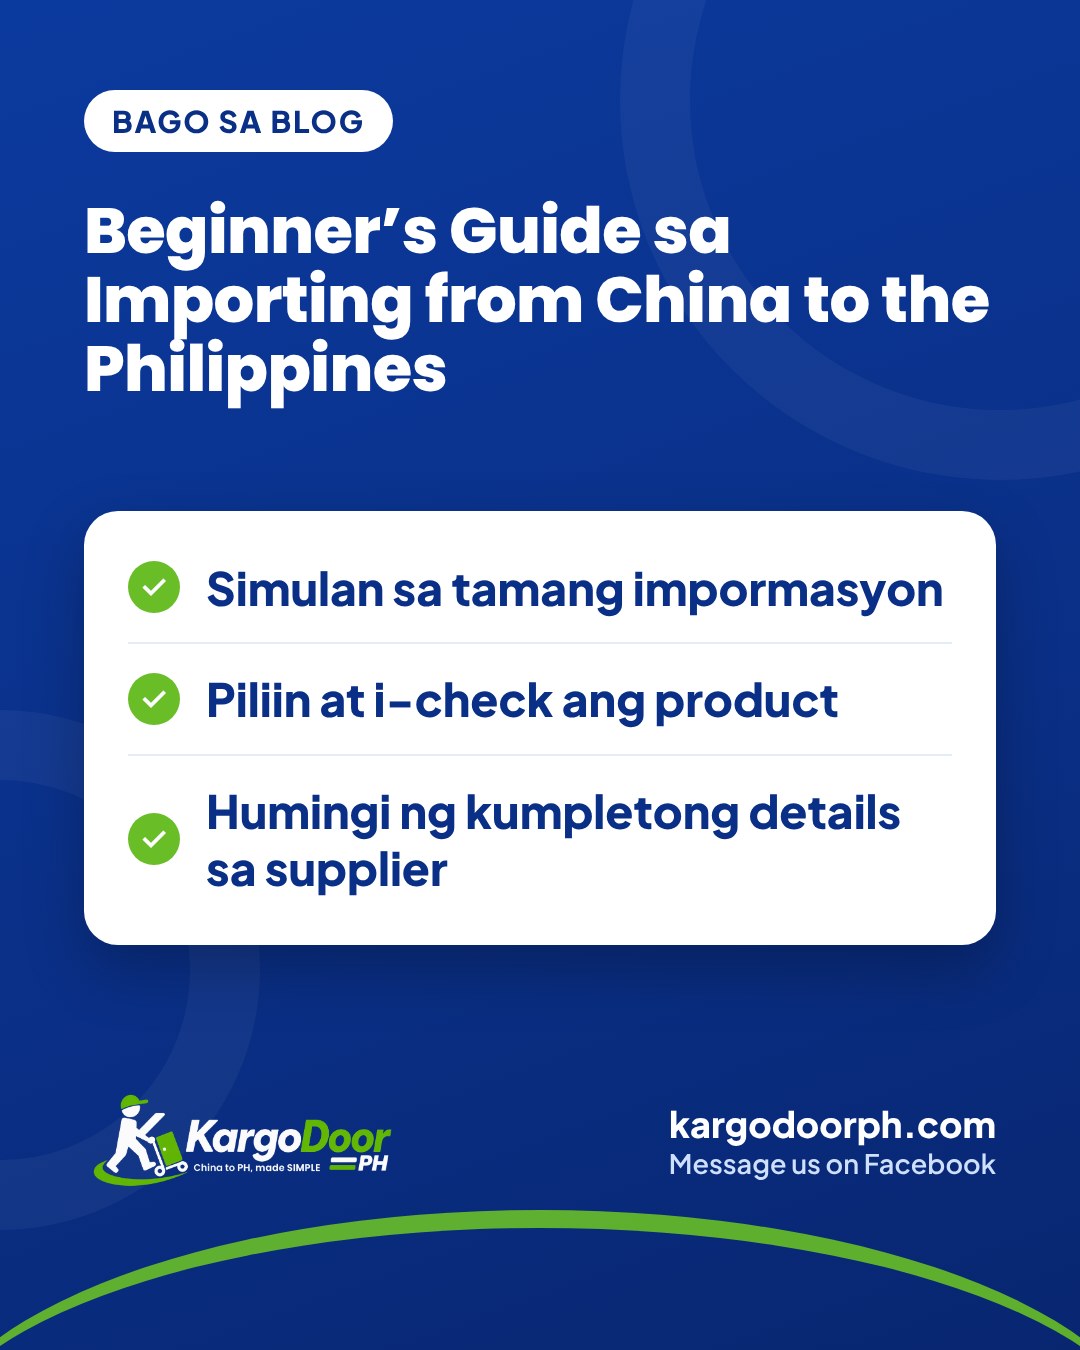 BAGO SA BLOG
Beginner’s Guide sa
Importing from China to the
Philippines
Simulan sa tamang impormasyon
Piliin at i–check ang product
Humingi ng kumpletong details
sa supplier
KargoDoor
China to PH, made SIMPLE
PH
kargodoorph.com
Message us on Facebook